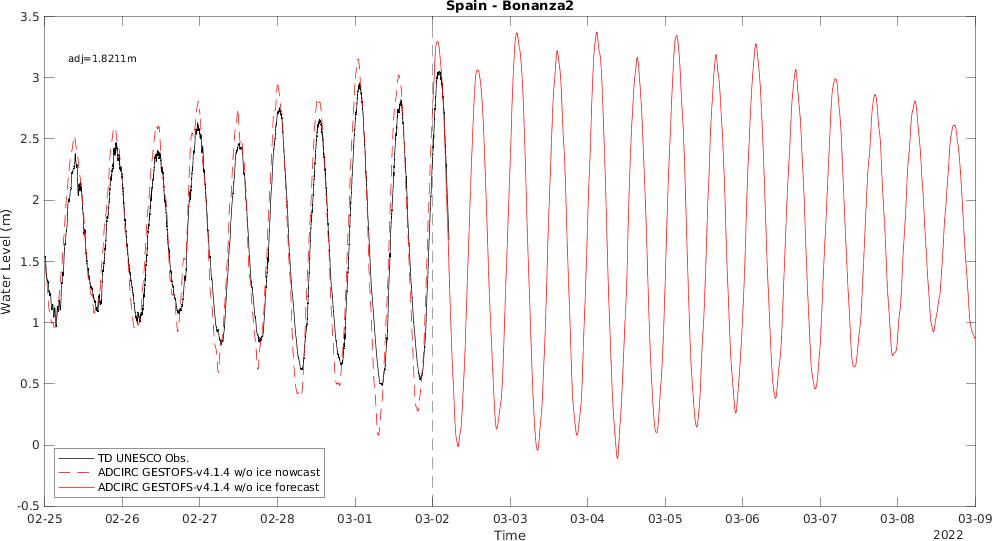 Spain - Bonanza2
3.5
adj=1.8211m
3
2.5
2
Water Level (m)
1.5
1
0.5
0
-0.5
TD UNESCO Obs.
ADCIRC GESTOFS-v4.1.4 w/o ice nowcast
ADCIRC GESTOFS-v4.1.4 w/o ice forecast
02-25 02-26 02-27 02-28 03-01 03-02 03-03 03-04 03-05 03-06 03-07 03-08 03-09
Time
2022